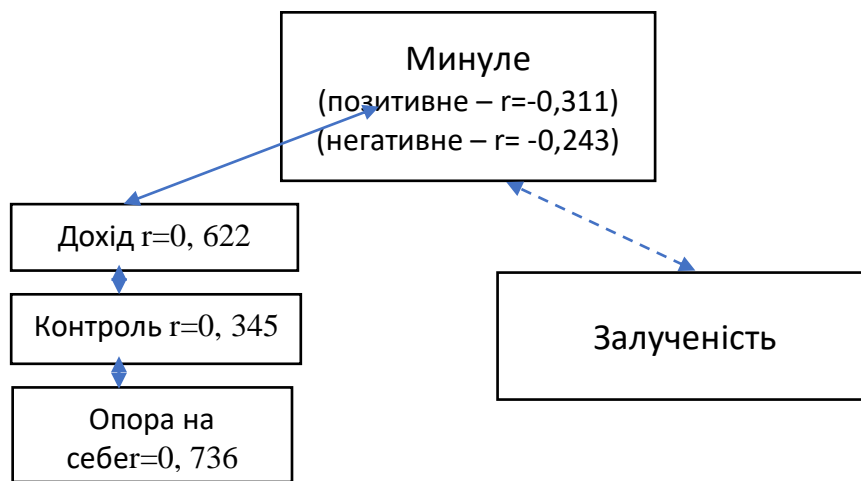 Минуле
(позитивне – r=-0,311)
(негативне – r= -0,243)
Дохід r=0, 622
Контроль r=0, 345
Залученість
Опора на
себеr=0, 736